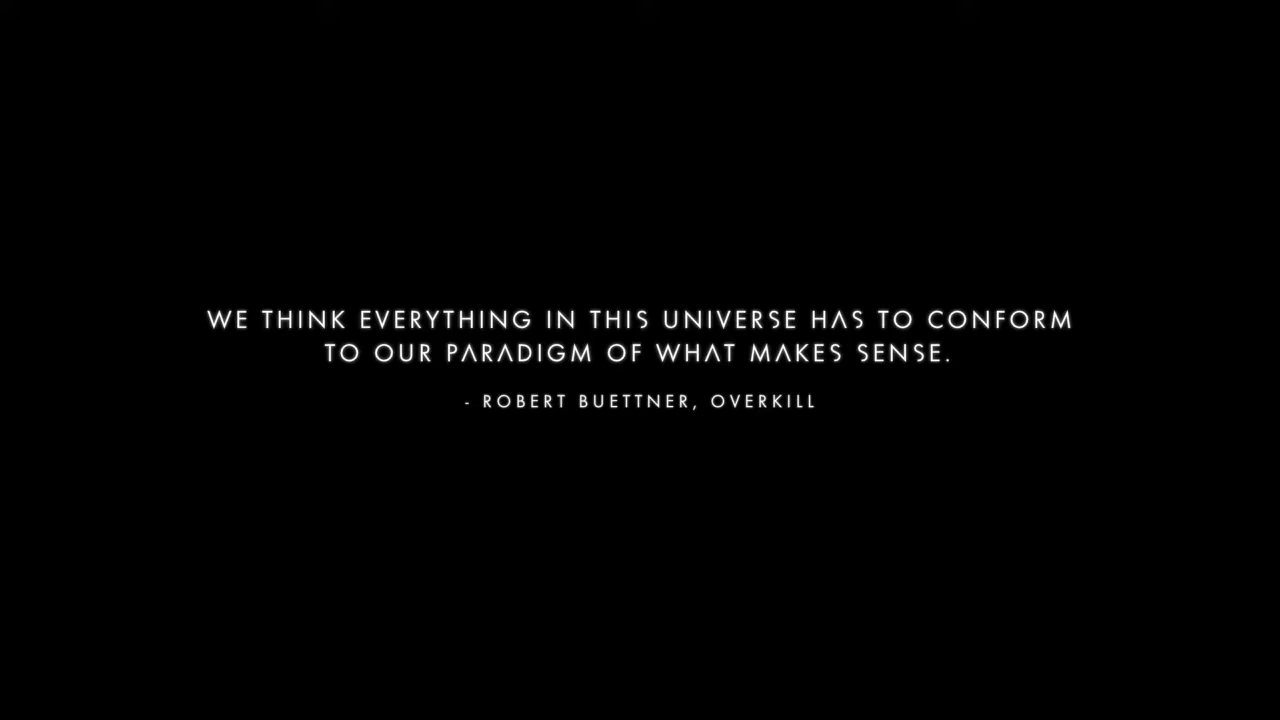 WE THINK EVERYTHING IN THIS UNIVERSE HAS TO CONFORM
TO OUR PARADIGM OF WHAT MAKES SENSE.
- ROBERT BUETTNER, OVERKILL